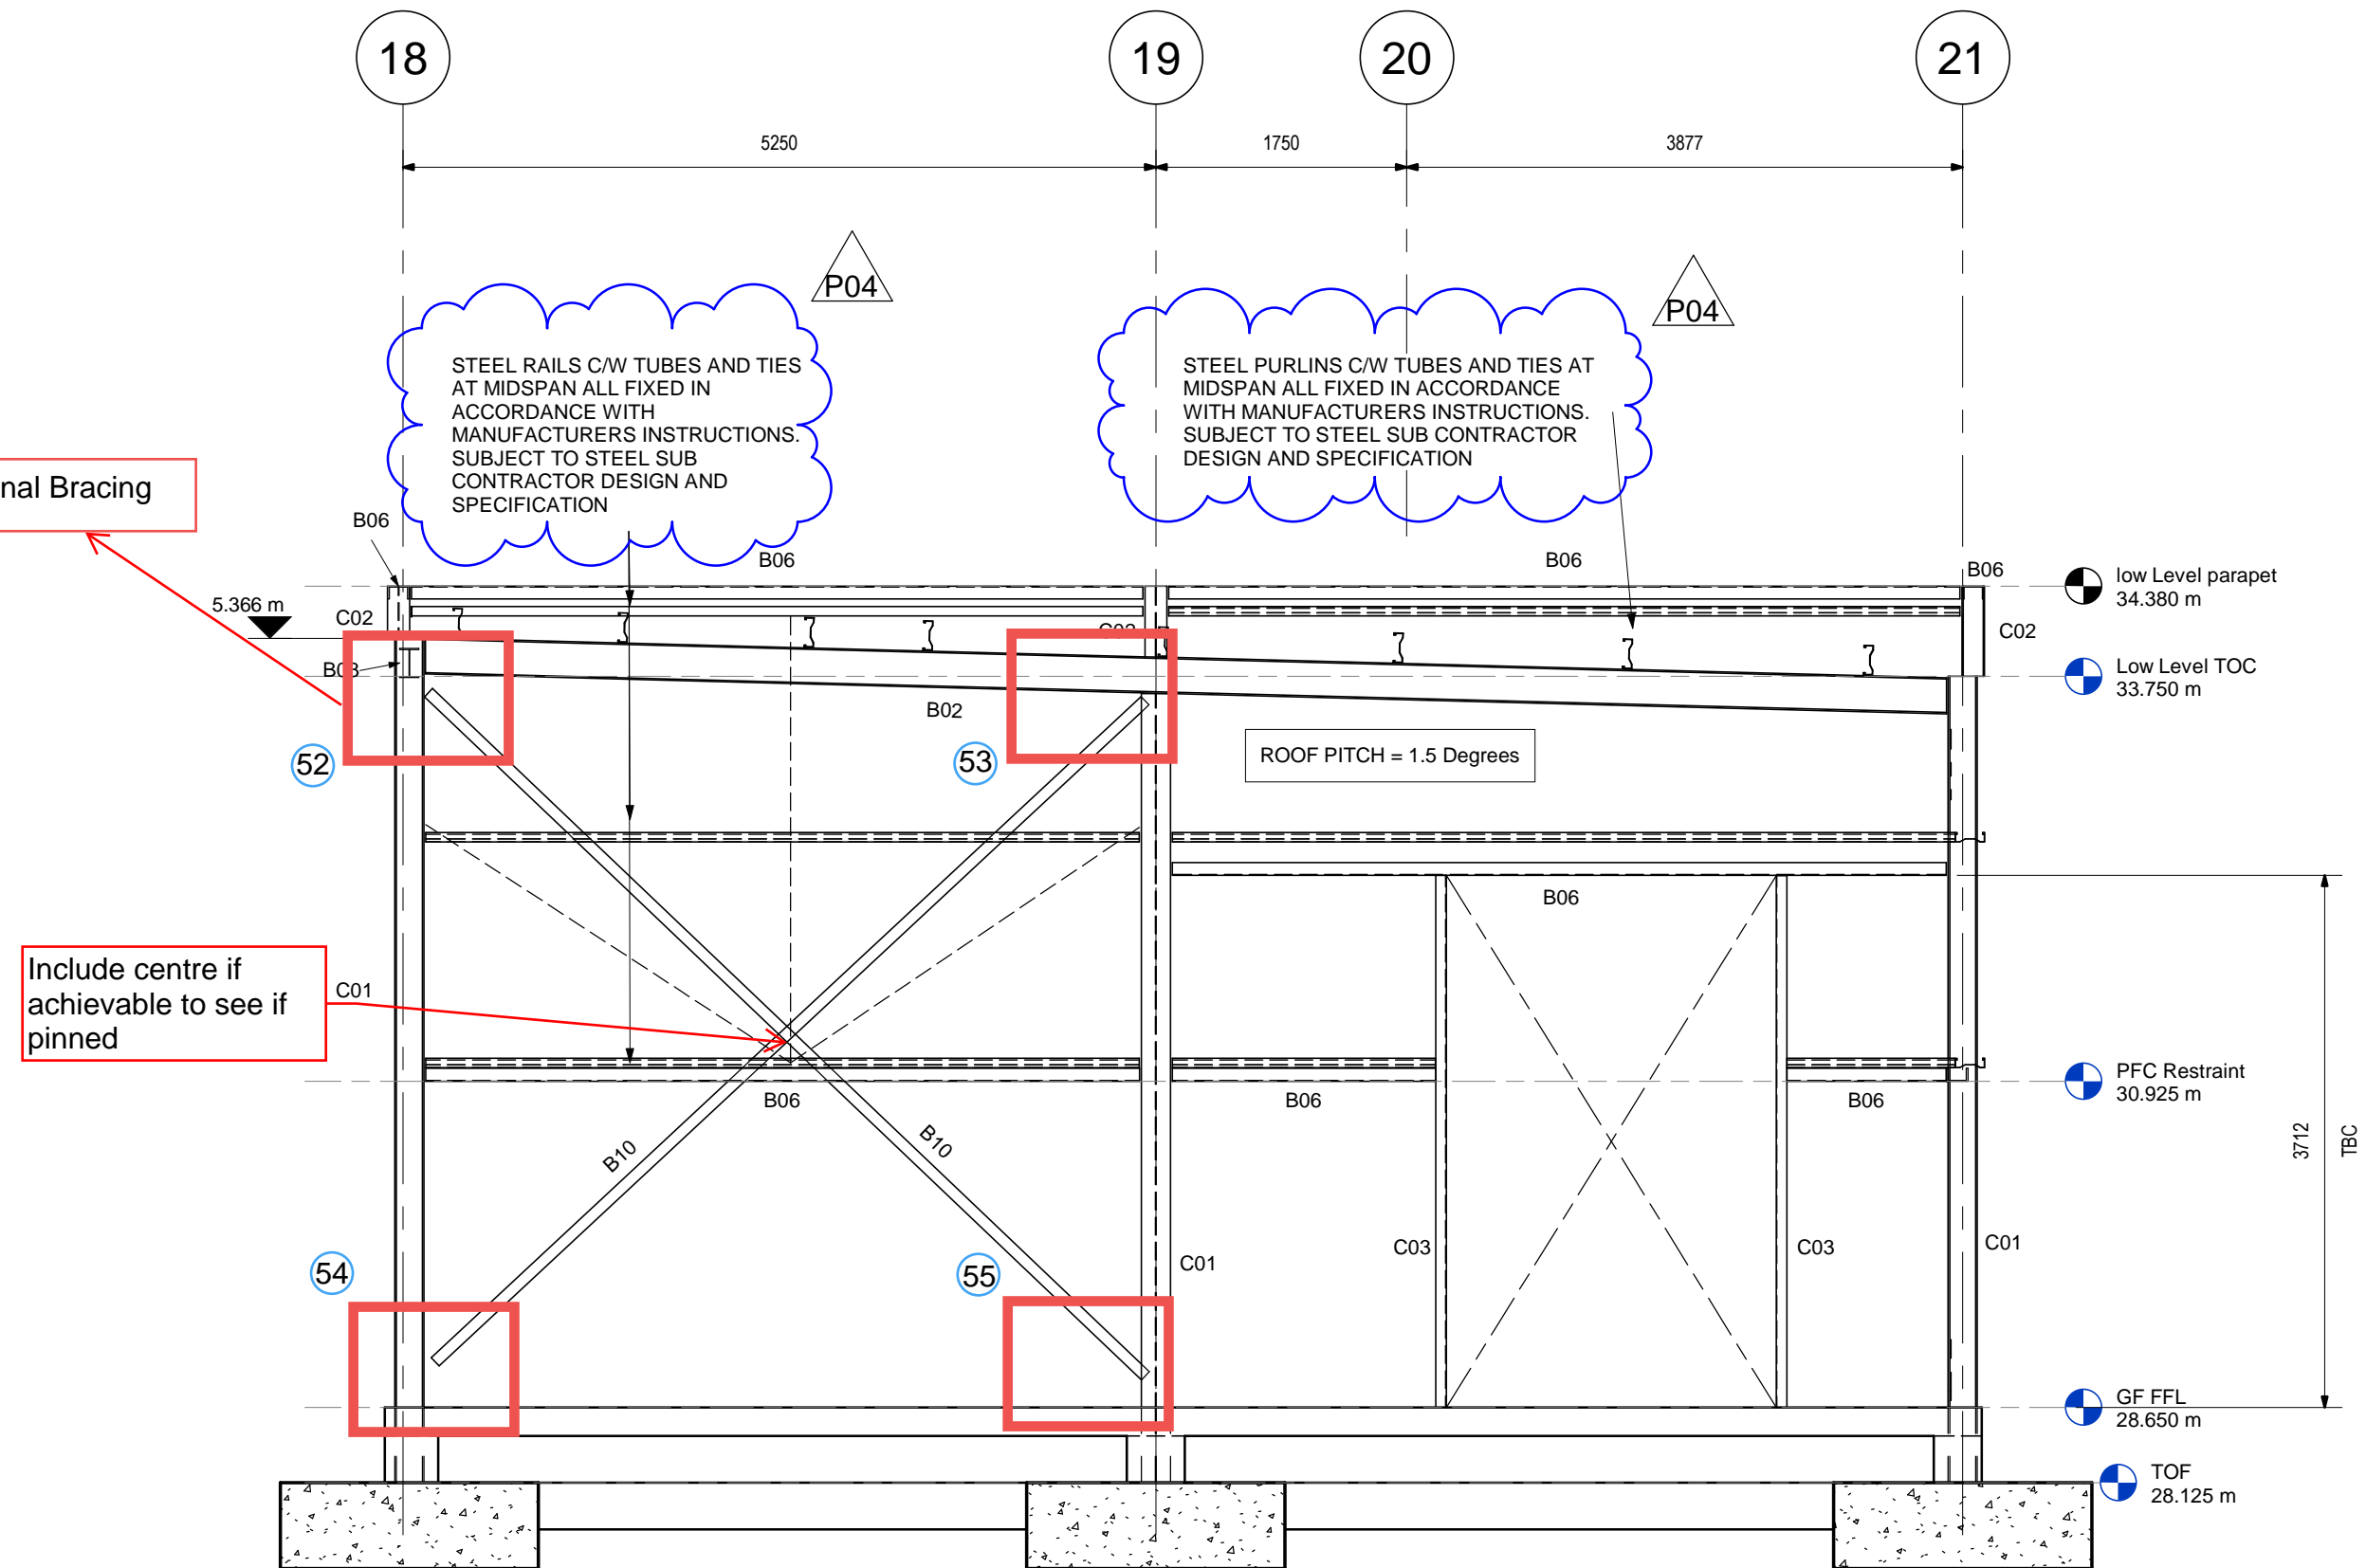 18
19
20
21
5250
1750
3877
P04
P04
STEEL RAILS C/W TUBES AND TIES
AT MIDSPAN ALL FIXED IN
ACCORDANCE WITH
MANUFACTURERS INSTRUCTIONS.
SUBJECT TO STEEL SUB
CONTRACTOR DESIGN AND
SPECIFICATION
STEEL PURLINS C/W TUBES AND TIES AT
MIDSPAN ALL FIXED IN ACCORDANCE
WITH MANUFACTURERS INSTRUCTIONS.
SUBJECT TO STEEL SUB CONTRACTOR
DESIGN AND SPECIFICATION
nal Bracing
B06
B06
B06
B06
low Level parapet
34.380 m
5.366 m
C02
C02
C02
B03
Low Level TOC
33.750 m
B02
52
53
ROOF PITCH = 1.5 Degrees
B06
Include centre if
achievable to see if
pinned
C01
PFC Restraint
30.925 m
B06
B06
B06
B10
B10
3712
TBC
C03
C03
C01
C01
54
55
GF FFL
28.650 m
TOF
28.125 m